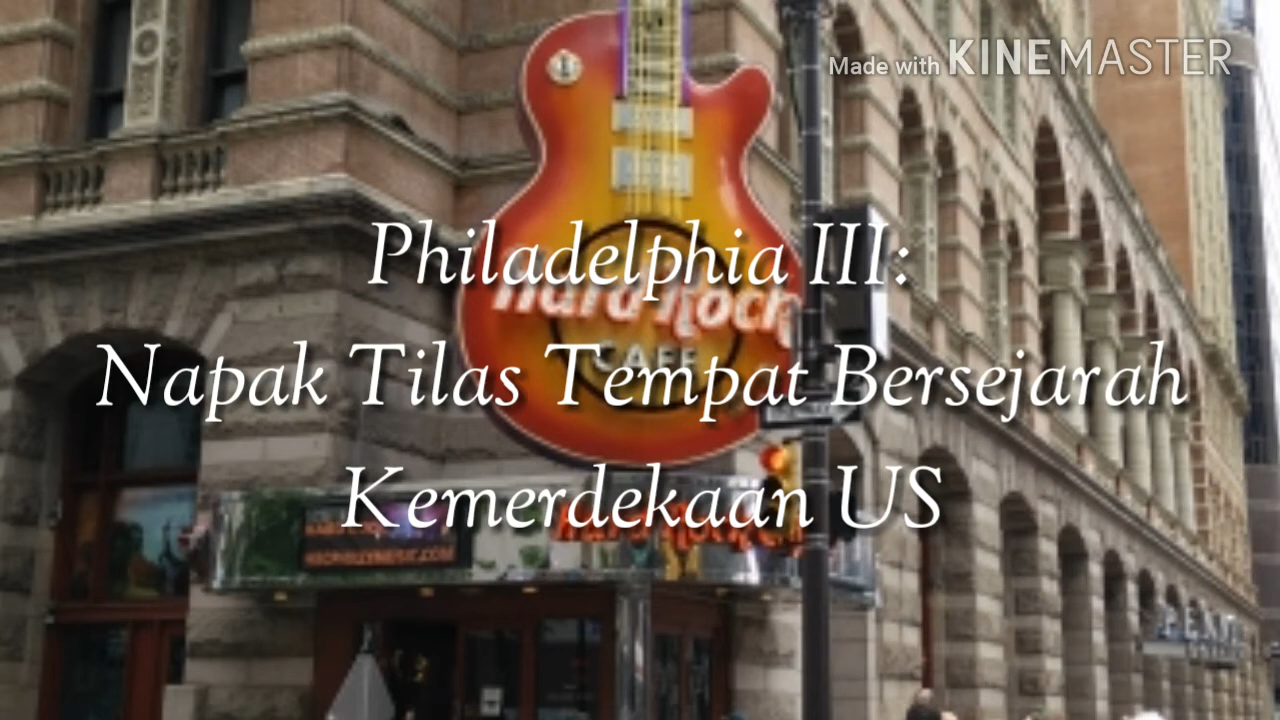 Made with KINEMASTER
Philadelphia III:
Hard Rock
CAFE
Napak Tilas Tempat Bersejarah
Kemerdekaan US